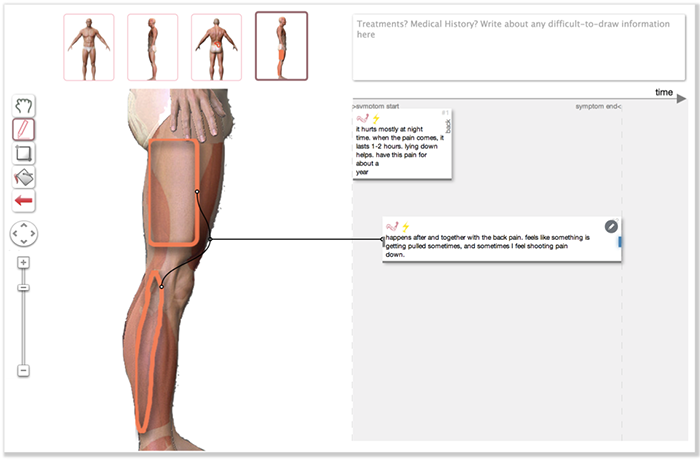 Treatments? Medical History? Write about any difficult-to-draw information
here
time
>symptom start
symptom end<
#1
back
it hurts mostly at night
time. when the pain comes, it
lasts 1-2 hours. lying down
helps. have this pain for
about a
year
happens after and together with the back pain. feels like something is
getting pulled sometimes, and sometimes I feel shooting pain
down.